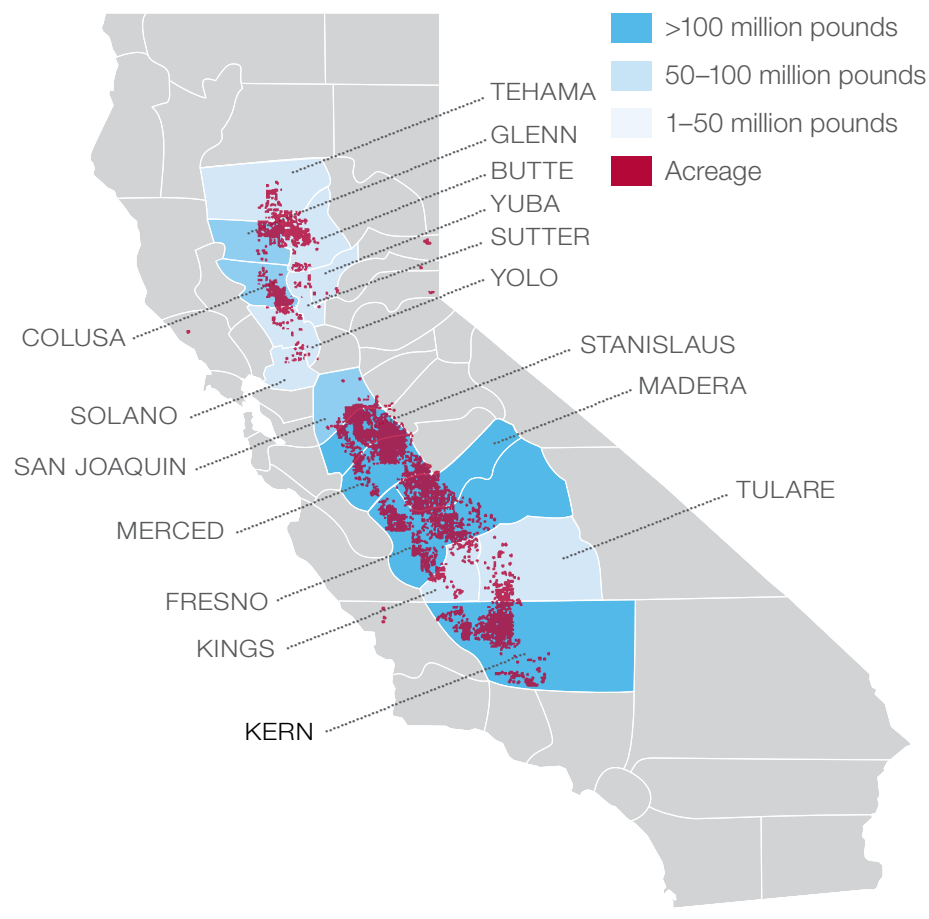 >100 million pounds
50–100 million pounds
1–50 million pounds
Acreage
TEHAMA
GLENN
BUTTE
YUBA
SUTTER
YOLO
COLUSA
STANISLAUS
MADERA
SOLANO
SAN JOAQUIN
TULARE
MERCED
FRESNO
KINGS
KERN